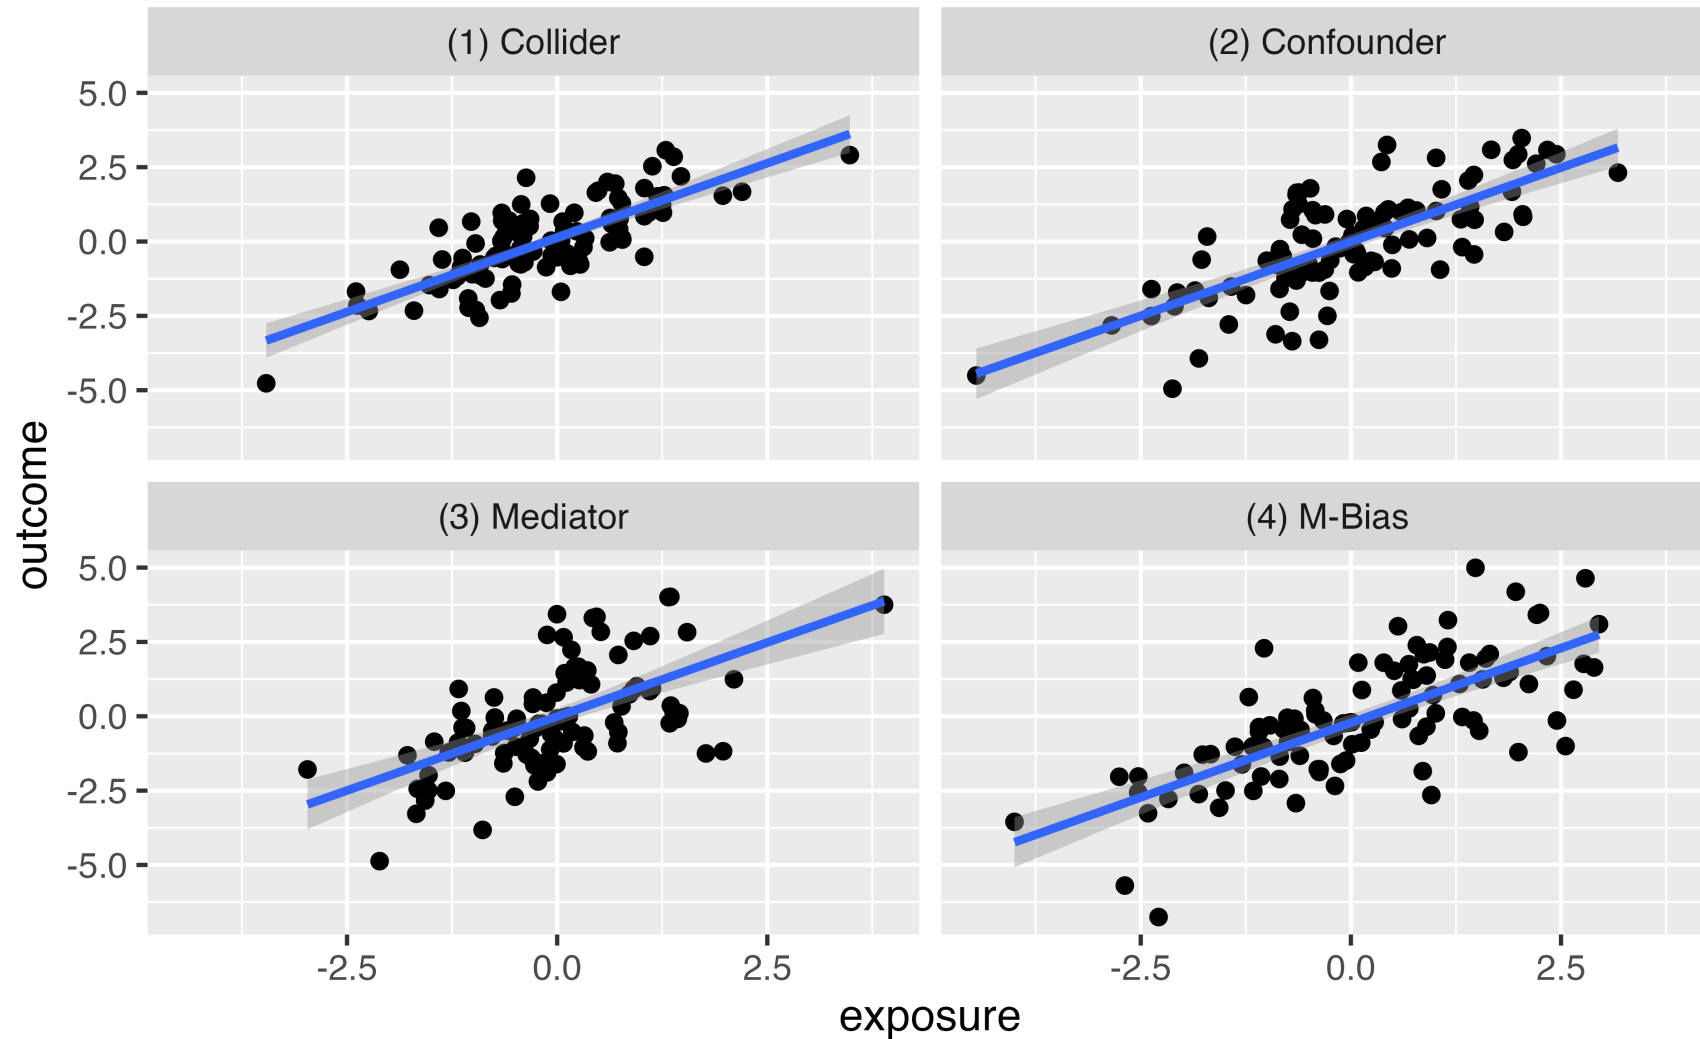 (1) Collider
(2) Confounder
5.0
2.5
0.0
-2.5
-5.0
outcome
(3) Mediator
(4) M-Bias
5.0
2.5
0.0
-2.5
-5.0
-2.5 0.0 2.5
-2.5 0.0 2.5
exposure